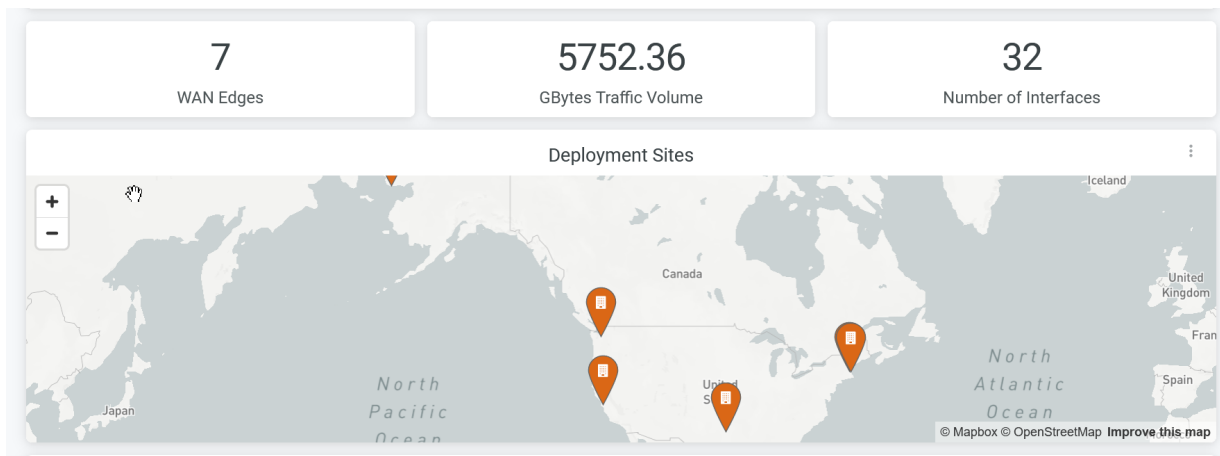 7
WAN Edges
5752.36
GBytes Traffic Volume
32
Number of Interfaces
Deployment Sites
+
−
Iceland
Canada
United
Kingdom
Fran
North
Atlantic
Ocean
Spain
North
Pacific
Ocean
Japan
United
S
© Mapbox © OpenStreetMap Improve this map